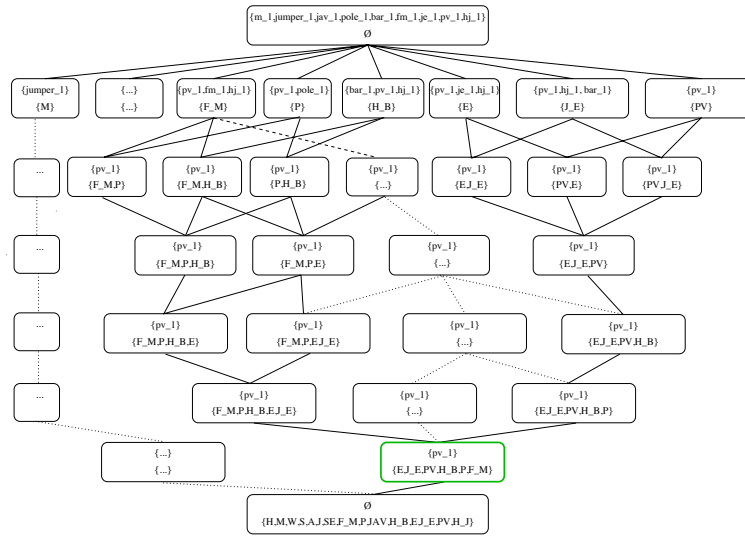 {m_1,jumper_1,jav_1,pole_1,bar_1,fm_1,je_1,pv_1,hj_1}
Ø
{jumper_1}
{M}
{...}
{...}
{pv_1,fm_1,hj_1}
{F_M}
{pv_1,pole_1}
{P}
{bar_1,pv_1,hj_1}
{H_B}
{pv_1,je_1,hj_1}
{E}
{pv_1,hj_1, bar_1}
{J_E}
{pv_1}
{PV}
...
{pv_1}
{F_M,P}
{pv_1}
{F_M,H_B}
{pv_1}
{P,H_B}
{pv_1}
{...}
{pv_1}
{E,J_E}
{pv_1}
{PV,E}
{pv_1}
{PV,J_E}
...
{pv_1}
{F_M,P,H_B}
{pv_1}
{F_M,P,E}
{pv_1}
{...}
{pv_1}
{E,J_E,PV}
...
{pv_1}
{F_M,P,H_B,E}
{pv_1}
{F_M,P,E,J_E}
{pv_1}
{...}
{pv_1}
{E,J_E,PV,H_B}
...
{pv_1}
{F_M,P,H_B,E,J_E}
{pv_1}
{...}
{pv_1}
{E,J_E,PV,H_B,P}
{...}
{...}
{pv_1}
{E,J_E,PV,H_B,P,F_M}
Ø
{H,M,W,S,A,J,SE,F_M,P,JAV,H_B,E,J_E,PV,H_J}